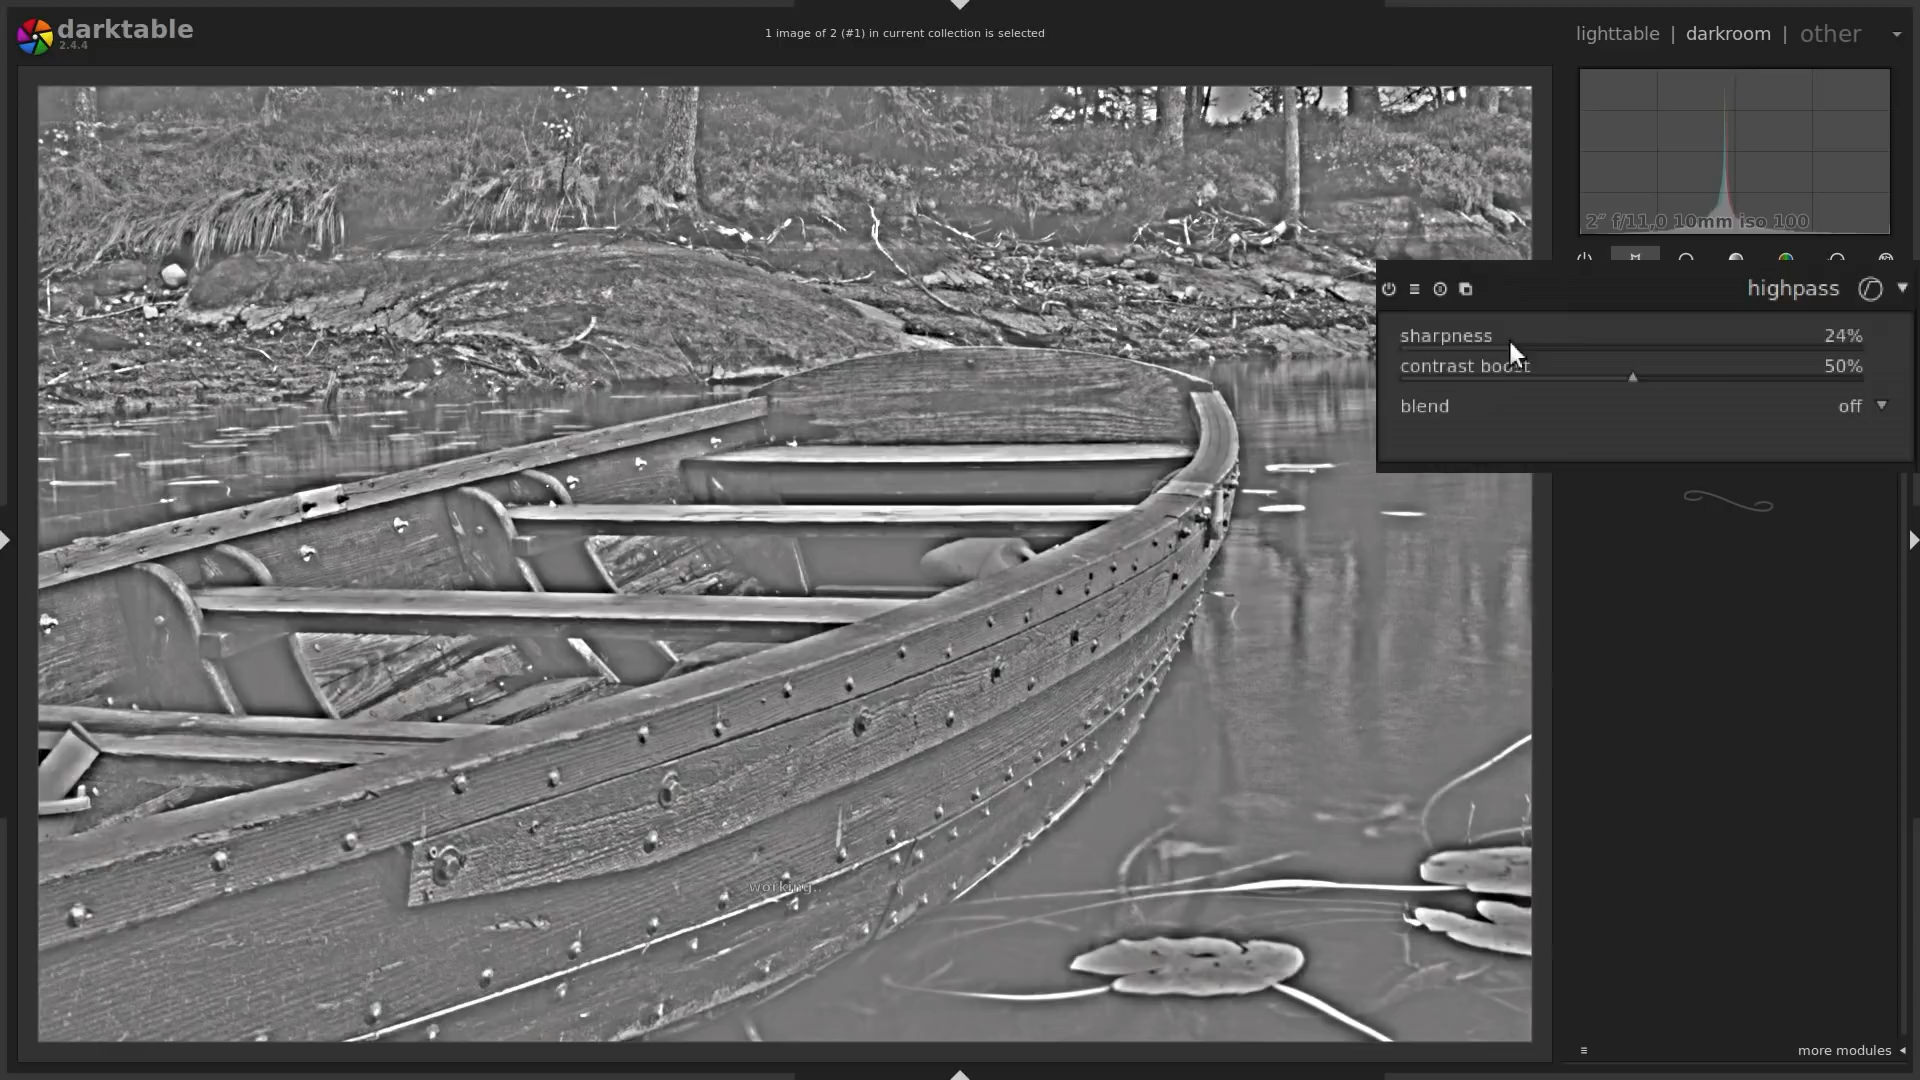 darktable
2.4.4
1 image of 2 (#1) in current collection is selected
lighttable | darkroom | other
2" f/11,0 10mm iso 100
highpass
sharpness 24%
contrast boost 50%
blend off
working..
more modules